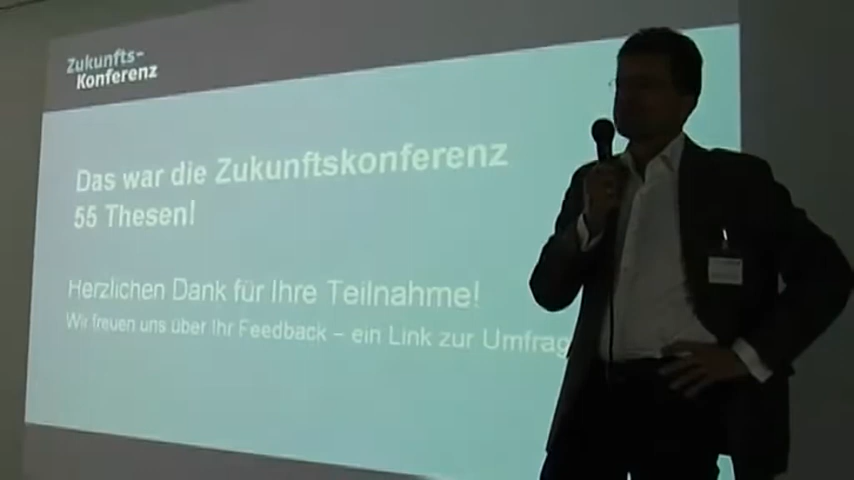 Zukunfts-
Konferenz
Das war die Zukunftskonferenz
55 Thesen!
Herzlichen Dank für Ihre Teilnahme!
Wir freuen uns über Ihr Feedback – ein Link zur Umfrag